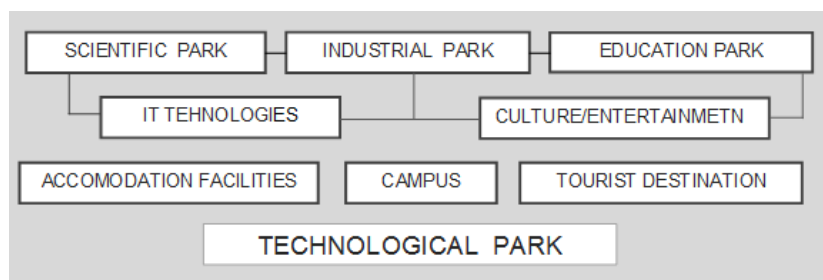 SCIENTIFIC PARK
INDUSTRIAL PARK
EDUCATION PARK
IT TEHNOLOGIES
CULTURE/ENTERTAINMETN
ACCOMODATION FACILITIES
CAMPUS
TOURIST DESTINATION
TECHNOLOGICAL PARK